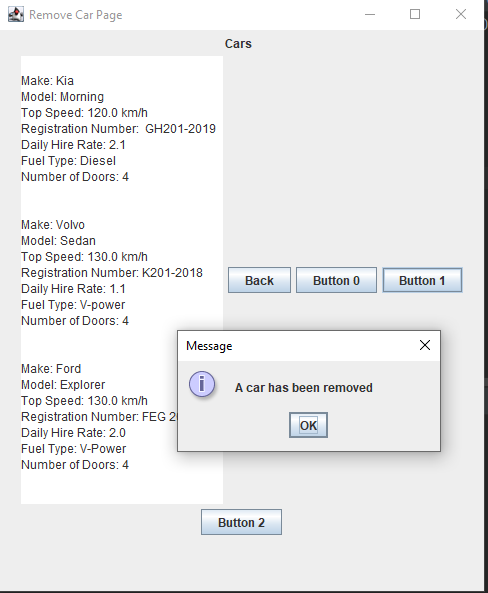 Remove Car Page
Cars
Make: Kia
Model: Morning
Top Speed: 120.0 km/h
Registration Number:  GH201-2019
Daily Hire Rate: 2.1
Fuel Type: Diesel
Number of Doors: 4
Make: Volvo
Model: Sedan
Top Speed: 130.0 km/h
Registration Number: K201-2018
Daily Hire Rate: 1.1
Fuel Type: V-power
Number of Doors: 4
Back Button 0 Button 1
Make: Ford
Model: Explorer
Top Speed: 130.0 km/h
Registration Number: FEG
Daily Hire Rate: 2.0
Fuel Type: V-Power
Number of Doors: 4
Message
A car has been removed
OK
Button 2